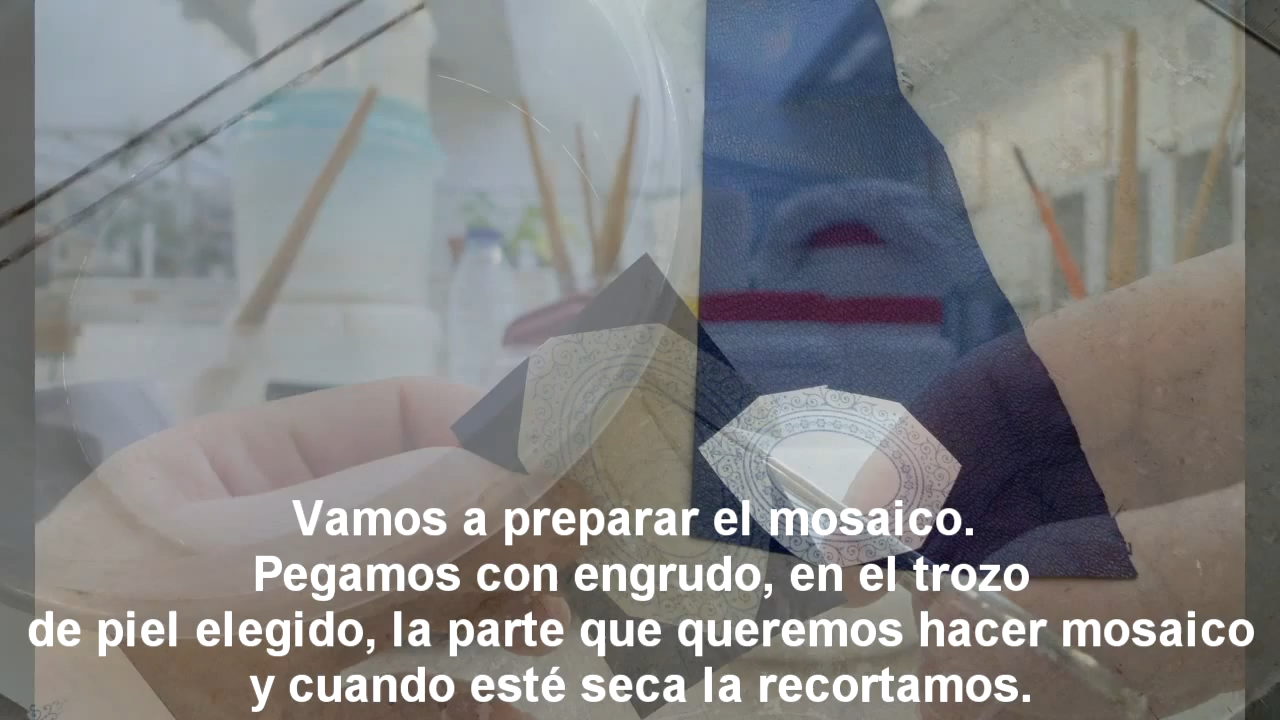 Vamos a preparar el mosaico.
Pegamos con engrudo, en el trozo
de piel elegido, la parte que queremos hacer mosaico
y cuando esté seca la recortamos.